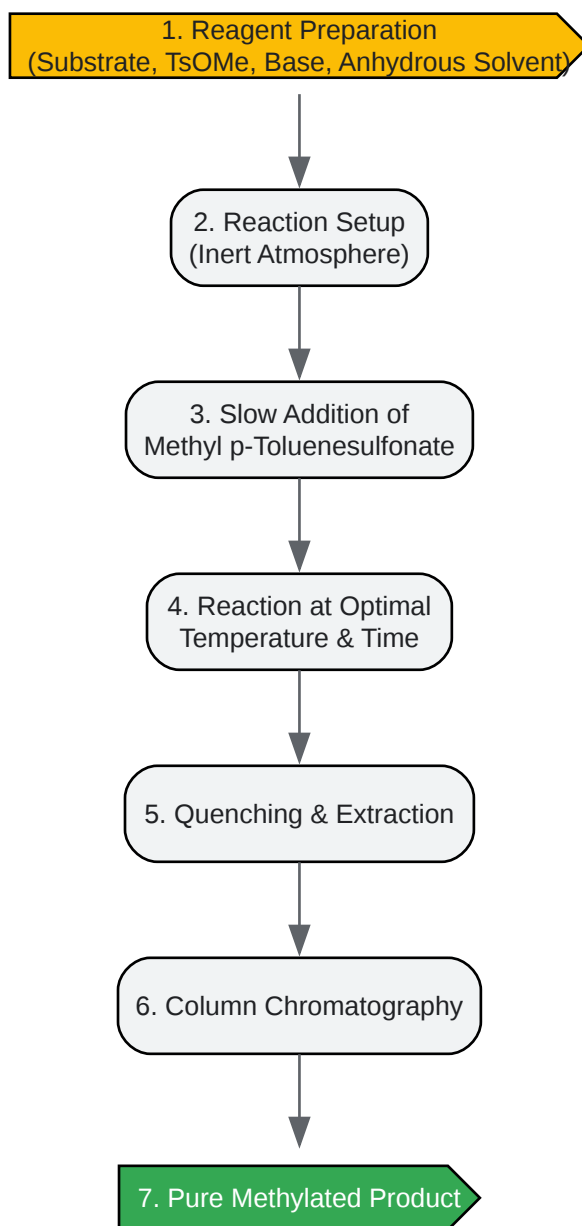 1. Reagent Preparation
(Substrate, TsOMe, Base, Anhydrous Solvent)
2. Reaction Setup
(Inert Atmosphere)
3. Slow Addition of
Methyl p-Toluenesulfonate
4. Reaction at Optimal
Temperature & Time
5. Quenching & Extraction
6. Column Chromatography
7. Pure Methylated Product